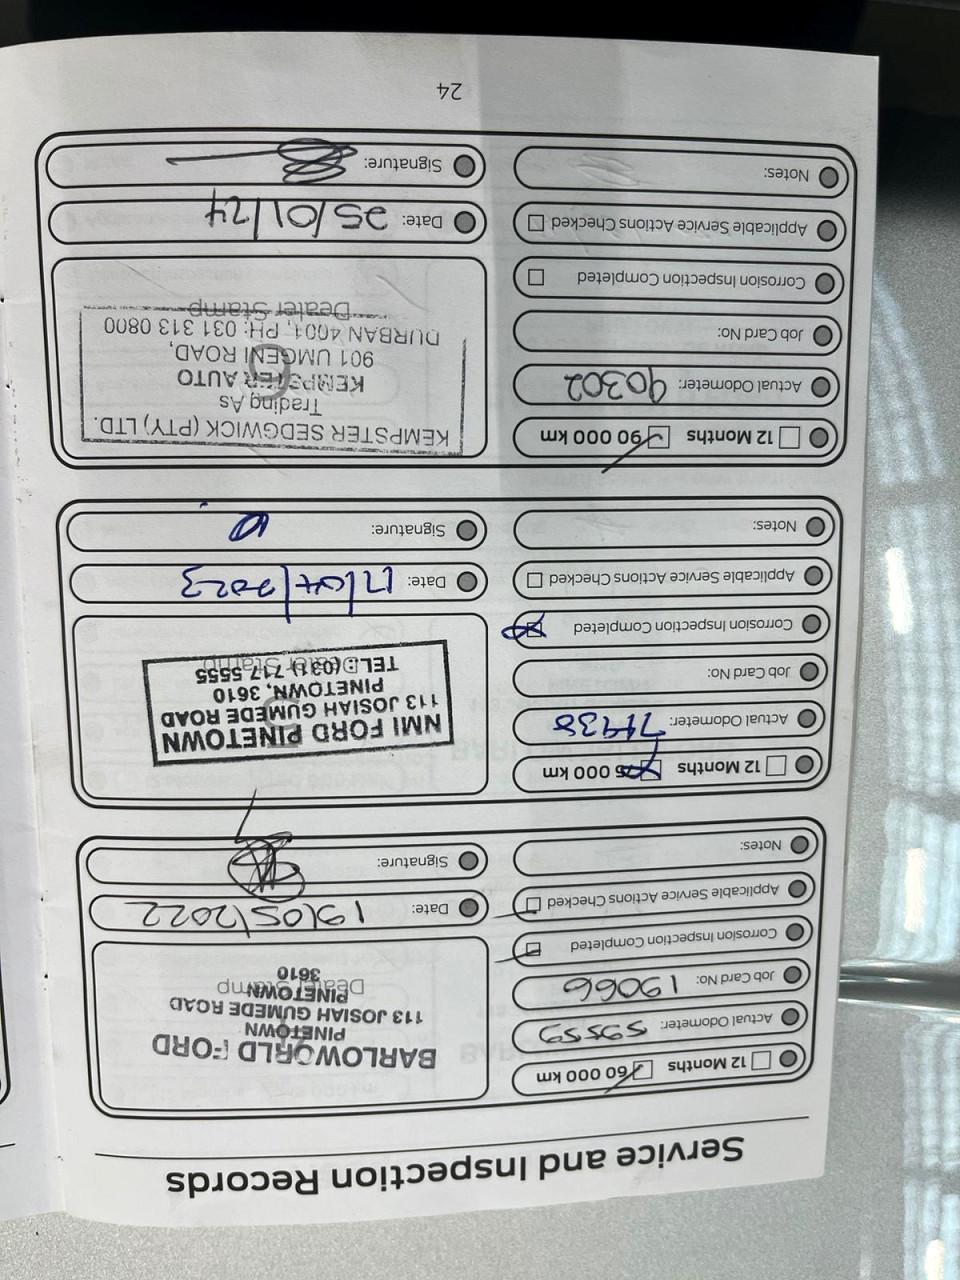 Service and Inspection Records
12 Months 60 000 km
Actual Odometer: 59559
Job Card No: 19066
Corrosion Inspection Completed
Applicable Service Actions Checked
Notes:
BARLOWORLD FORD
PINETOWN
113 JOSIAH GUMEDE ROAD
PINETOWN
3610
Dealer Stamp
Date: 19/05/2022
Signature:
12 Months 75 000 km
Actual Odometer: 74938
Job Card No:
Corrosion Inspection Completed
Applicable Service Actions Checked
Notes:
NMI FORD PINETOWN
113 JOSIAH GUMEDE ROAD
PINETOWN, 3610
TEL: (031) 717 5555
Dealer Stamp
Date: 17/04/2023
Signature:
12 Months 90 000 km
Actual Odometer: 90302
Job Card No:
Corrosion Inspection Completed
Applicable Service Actions Checked
Notes:
KEMPSTER SEDGWICK (PTY) LTD.
Trading As
KEMPSTER AUTO
901 UMGENI ROAD,
DURBAN 4001, PH: 031 313 0800
Dealer Stamp
Date: 25/01/24
Signature:
24